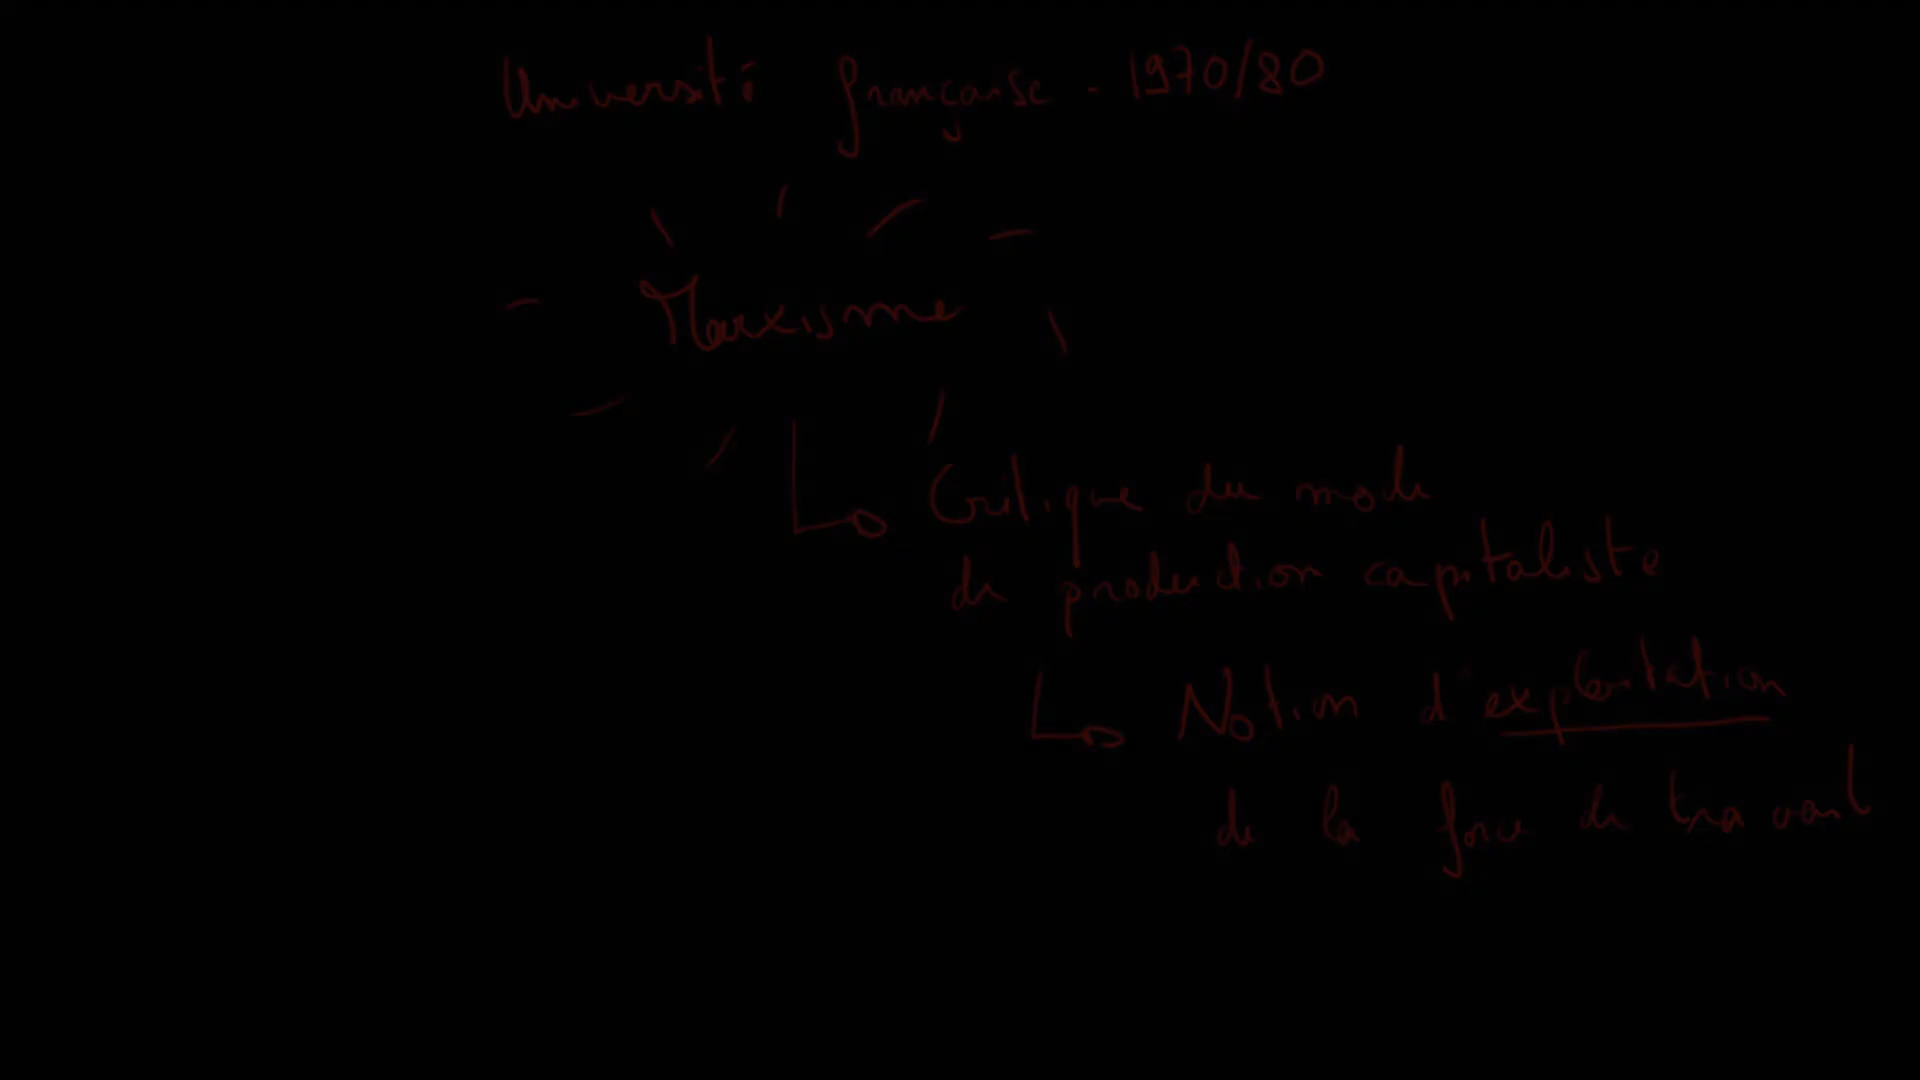 Université française - 1970/80
Marxisme
Critique du mode
de production capitaliste
Notion d'exploitation
de la force de travail